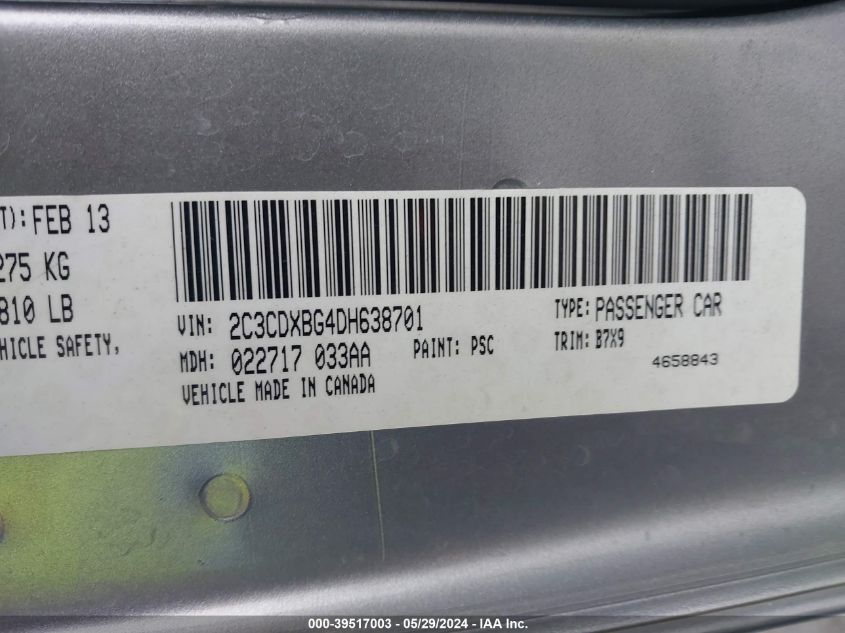 T): FEB 13
275 KG
810 LB
HICLE SAFETY,
VIN: 2C3CDXBG4DH638701
TYPE: PASSENGER CAR
MDH: 022717 033AA
PAINT: PSC
TRIM: B7X9
VEHICLE MADE IN CANADA
4658843
000-39517003 - 05/29/2024 - IAA Inc.